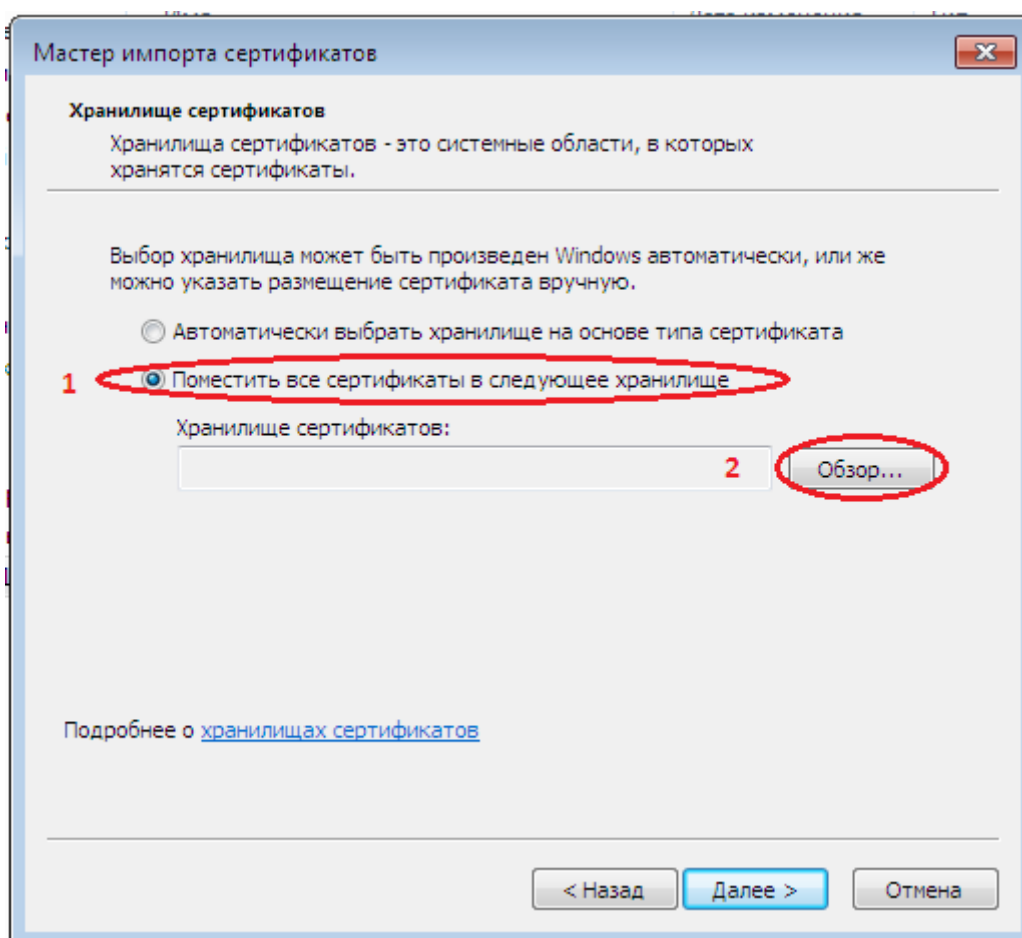 Мастер импорта сертификатов
Хранилище сертификатов
Хранилища сертификатов - это системные области, в которых
хранятся сертификаты.
Выбор хранилища может быть произведен Windows автоматически, или же
можно указать размещение сертификата вручную.
Автоматически выбрать хранилище на основе типа сертификата
1 Поместить все сертификаты в следующее хранилище
Хранилище сертификатов:
2 Обзор...
Подробнее о хранилищах сертификатов
< Назад Далее > Отмена